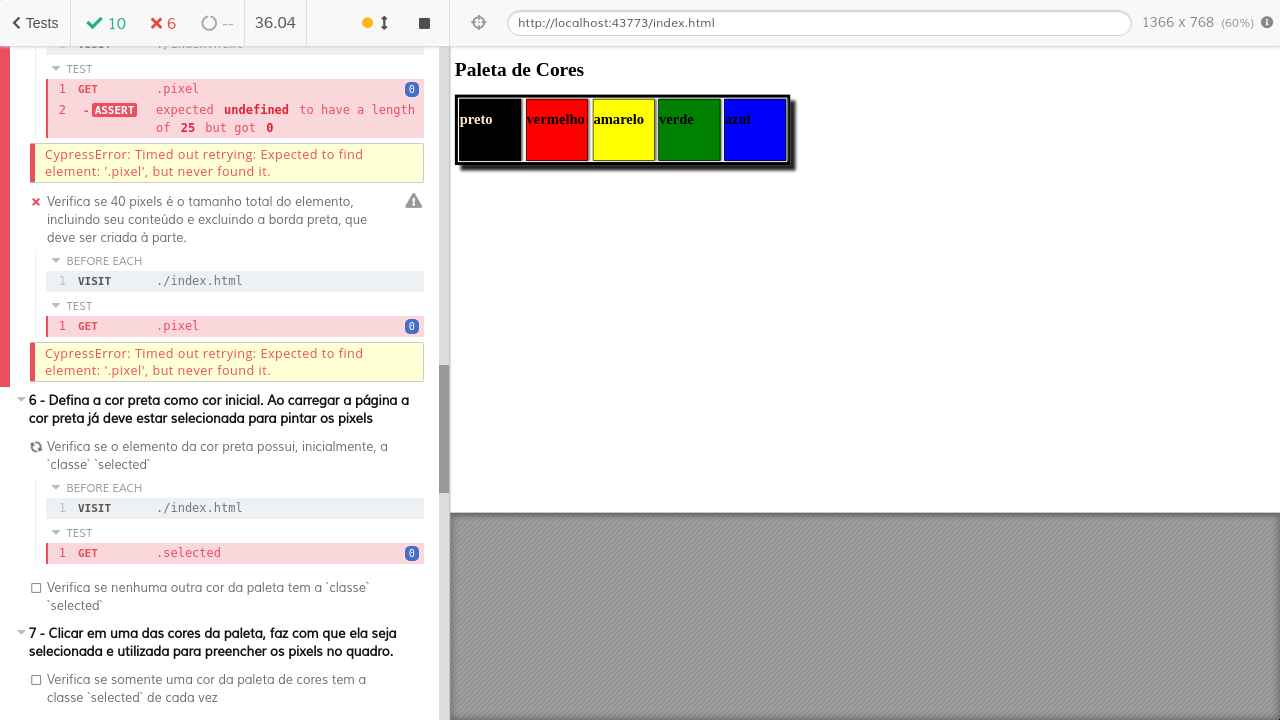 Tests 10 6 -- 36.04
http://localhost:43773/index.html 1366 x 768 (60%)
1 VISIT ./index.html
TEST
1 GET .pixel 0
2 -ASSERT expected undefined to have a length
of 25 but got 0
CypressError: Timed out retrying: Expected to find
element: '.pixel', but never found it.
Verifica se 40 pixels é o tamanho total do elemento,
incluindo seu conteúdo e excluindo a borda preta, que
deve ser criada à parte.
BEFORE EACH
1 VISIT ./index.html
TEST
1 GET .pixel 0
CypressError: Timed out retrying: Expected to find
element: '.pixel', but never found it.
6 - Defina a cor preta como cor inicial. Ao carregar a página a
cor preta já deve estar selecionada para pintar os pixels
Verifica se o elemento da cor preta possui, inicialmente, a
`classe` `selected`
BEFORE EACH
1 VISIT ./index.html
TEST
1 GET .selected 0
Verifica se nenhuma outra cor da paleta tem a `classe`
`selected`
7 - Clicar em uma das cores da paleta, faz com que ela seja
selecionada e utilizada para preencher os pixels no quadro.
Verifica se somente uma cor da paleta de cores tem a
classe `selected` de cada vez
Paleta de Cores
preto vermelho amarelo verde azul